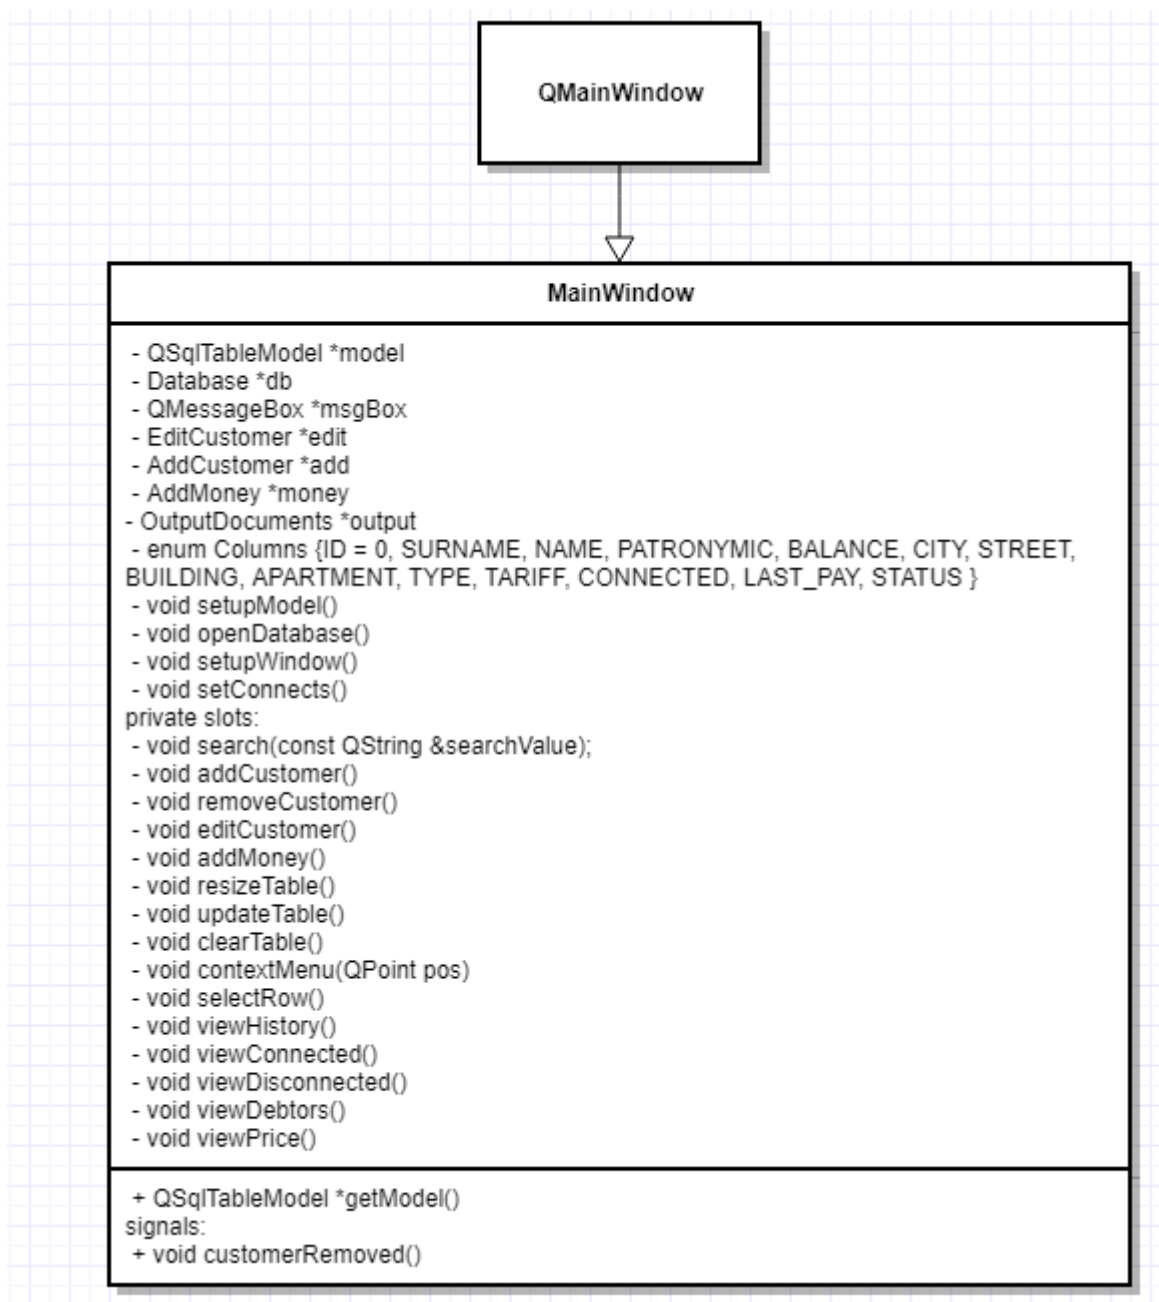 QMainWindow
MainWindow
- QSqlTableModel *model
- Database *db
- QMessageBox *msgBox
- EditCustomer *edit
- AddCustomer *add
- AddMoney *money
- OutputDocuments *output
- enum Columns {ID = 0, SURNAME, NAME, PATRONYMIC, BALANCE, CITY, STREET,
BUILDING, APARTMENT, TYPE, TARIFF, CONNECTED, LAST_PAY, STATUS }
- void setupModel()
- void openDatabase()
- void setupWindow()
- void setConnects()
private slots:
- void search(const QString &searchValue);
- void addCustomer()
- void removeCustomer()
- void editCustomer()
- void addMoney()
- void resizeTable()
- void updateTable()
- void clearTable()
- void contextMenu(QPoint pos)
- void selectRow()
- void viewHistory()
- void viewConnected()
- void viewDisconnected()
- void viewDebtors()
- void viewPrice()
+ QSqlTableModel *getModel()
signals:
+ void customerRemoved()